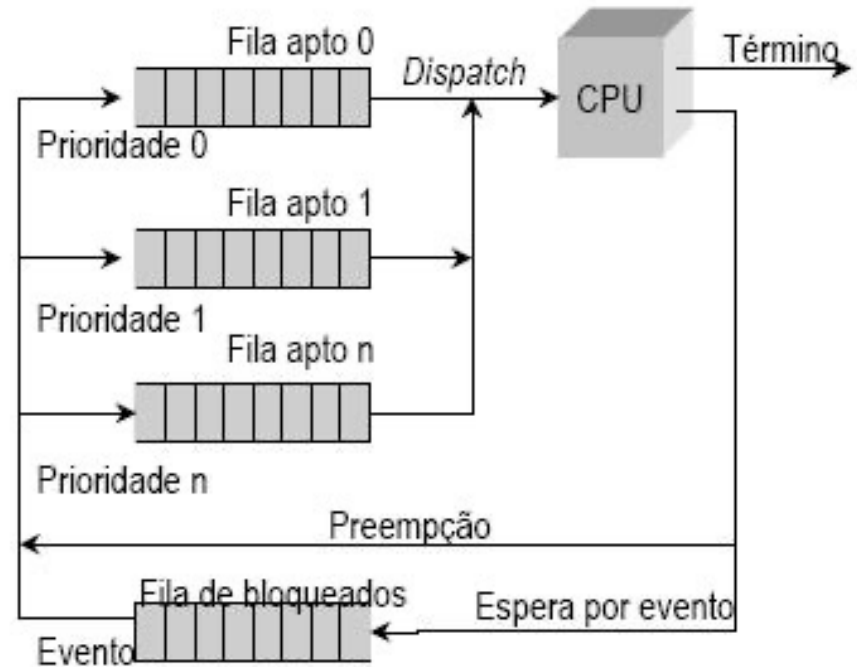 Fila apto 0
Dispatch
Término
CPU
Prioridade 0
Fila apto 1
Prioridade 1
Fila apto n
Prioridade n
Preempção
Fila de bloqueados
Espera por evento
Evento